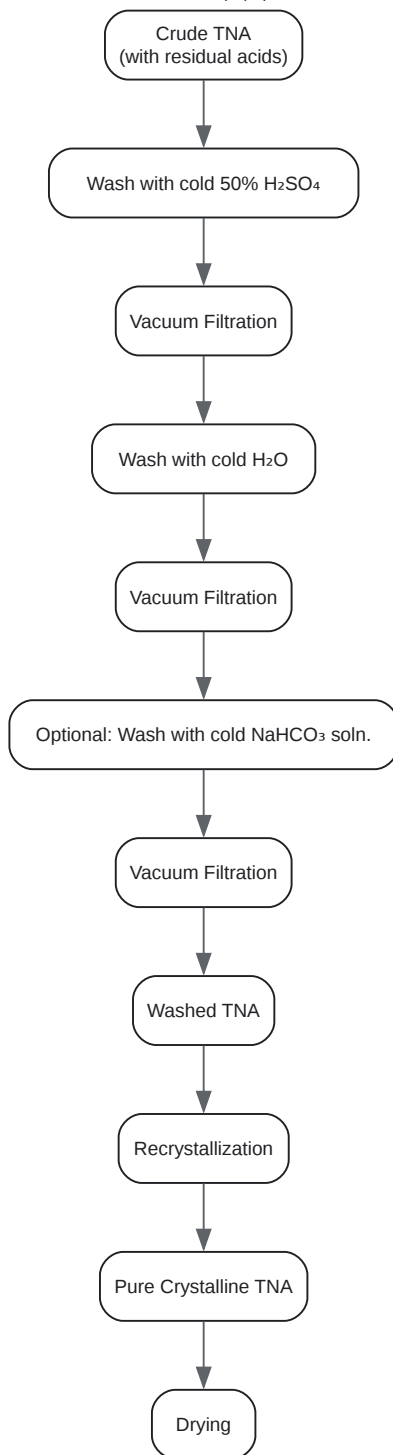 Crude TNA
(with residual acids)
Wash with cold 50% H₂SO₄
Vacuum Filtration
Wash with cold H₂O
Vacuum Filtration
Optional: Wash with cold NaHCO₃ soln.
Vacuum Filtration
Washed TNA
Recrystallization
Pure Crystalline TNA
Drying